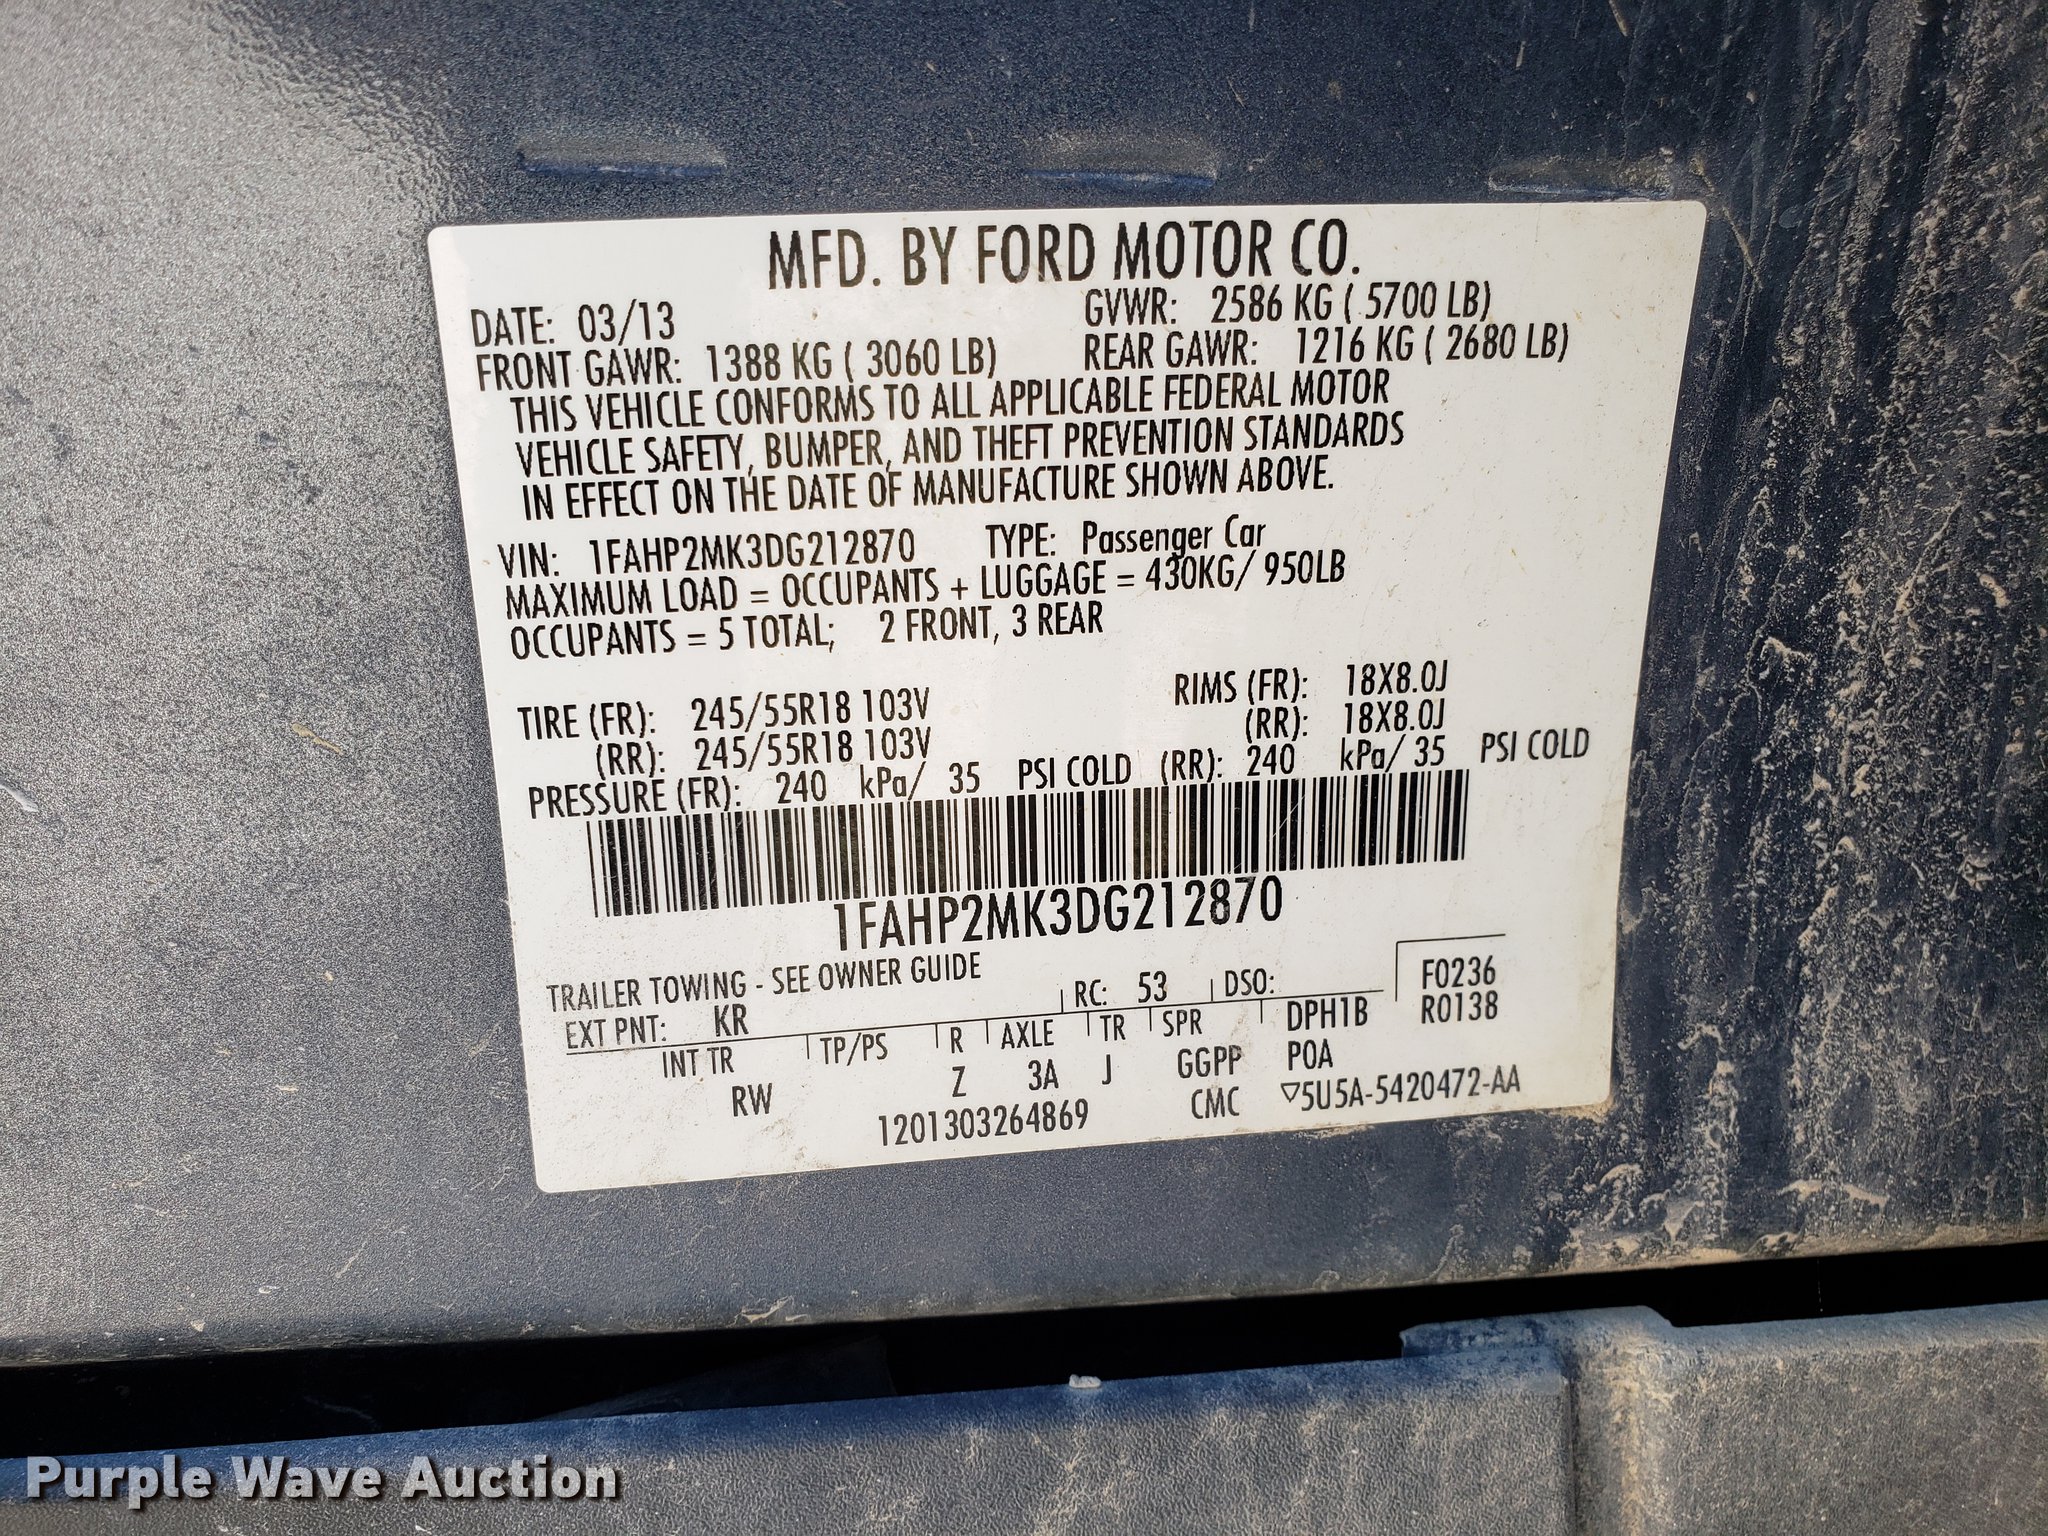 MFD. BY FORD MOTOR CO.
DATE: 03/13 GVWR: 2586 KG ( 5700 LB)
FRONT GAWR: 1388 KG ( 3060 LB) REAR GAWR: 1216 KG ( 2680 LB)
THIS VEHICLE CONFORMS TO ALL APPLICABLE FEDERAL MOTOR
VEHICLE SAFETY, BUMPER, AND THEFT PREVENTION STANDARDS
IN EFFECT ON THE DATE OF MANUFACTURE SHOWN ABOVE.
VIN: 1FAHP2MK3DG212870 TYPE: Passenger Car
MAXIMUM LOAD = OCCUPANTS + LUGGAGE = 430KG/ 950LB
OCCUPANTS = 5 TOTAL; 2 FRONT, 3 REAR
TIRE (FR): 245/55R18 103V RIMS (FR): 18X8.0J
(RR): 245/55R18 103V (RR): 18X8.0J
PRESSURE (FR): 240 kPa/ 35 PSI COLD (RR): 240 kPa/ 35 PSI COLD
1FAHP2MK3DG212870
TRAILER TOWING - SEE OWNER GUIDE
EXT PNT: KR RC: 53 DSO: F0236
INT TR TP/PS R AXLE TR SPR DPH1B R0138
RW Z 3A J GGPP POA
1201303264869 CMC ▽5U5A-5420472-AA
Purple Wave Auction